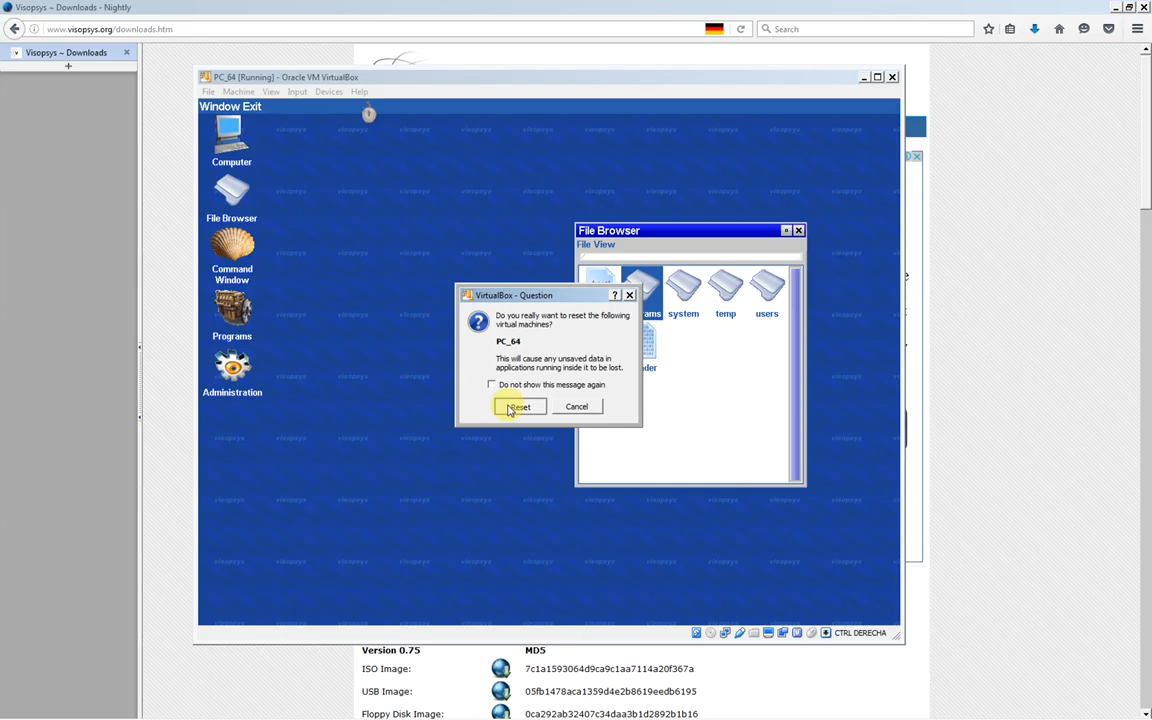 Visopsys ~ Downloads - Nightly
www.visopsys.org/downloads.htm
Search
Visopsys ~ Downloads
PC_64 [Running] - Oracle VM VirtualBox
File Machine View Input Devices Help
Window Exit
Computer
File Browser
Command
Window
Programs
Administration
File Browser
File View
system
temp
users
VirtualBox - Question
Do you really want to reset the following
virtual machines?
PC_64
This will cause any unsaved data in
applications running inside it to be lost.
Do not show this message again
Reset
Cancel
CTRL DERECHA
Version 0.75 MD5
ISO Image: 7c1a1593064d9ca9c1aa7114a20f367a
USB Image: 05fb1478aca1359d4e2b8619eedb6195
Floppy Disk Image: 0ca292ab32407c34daa3b1d2892b1b16